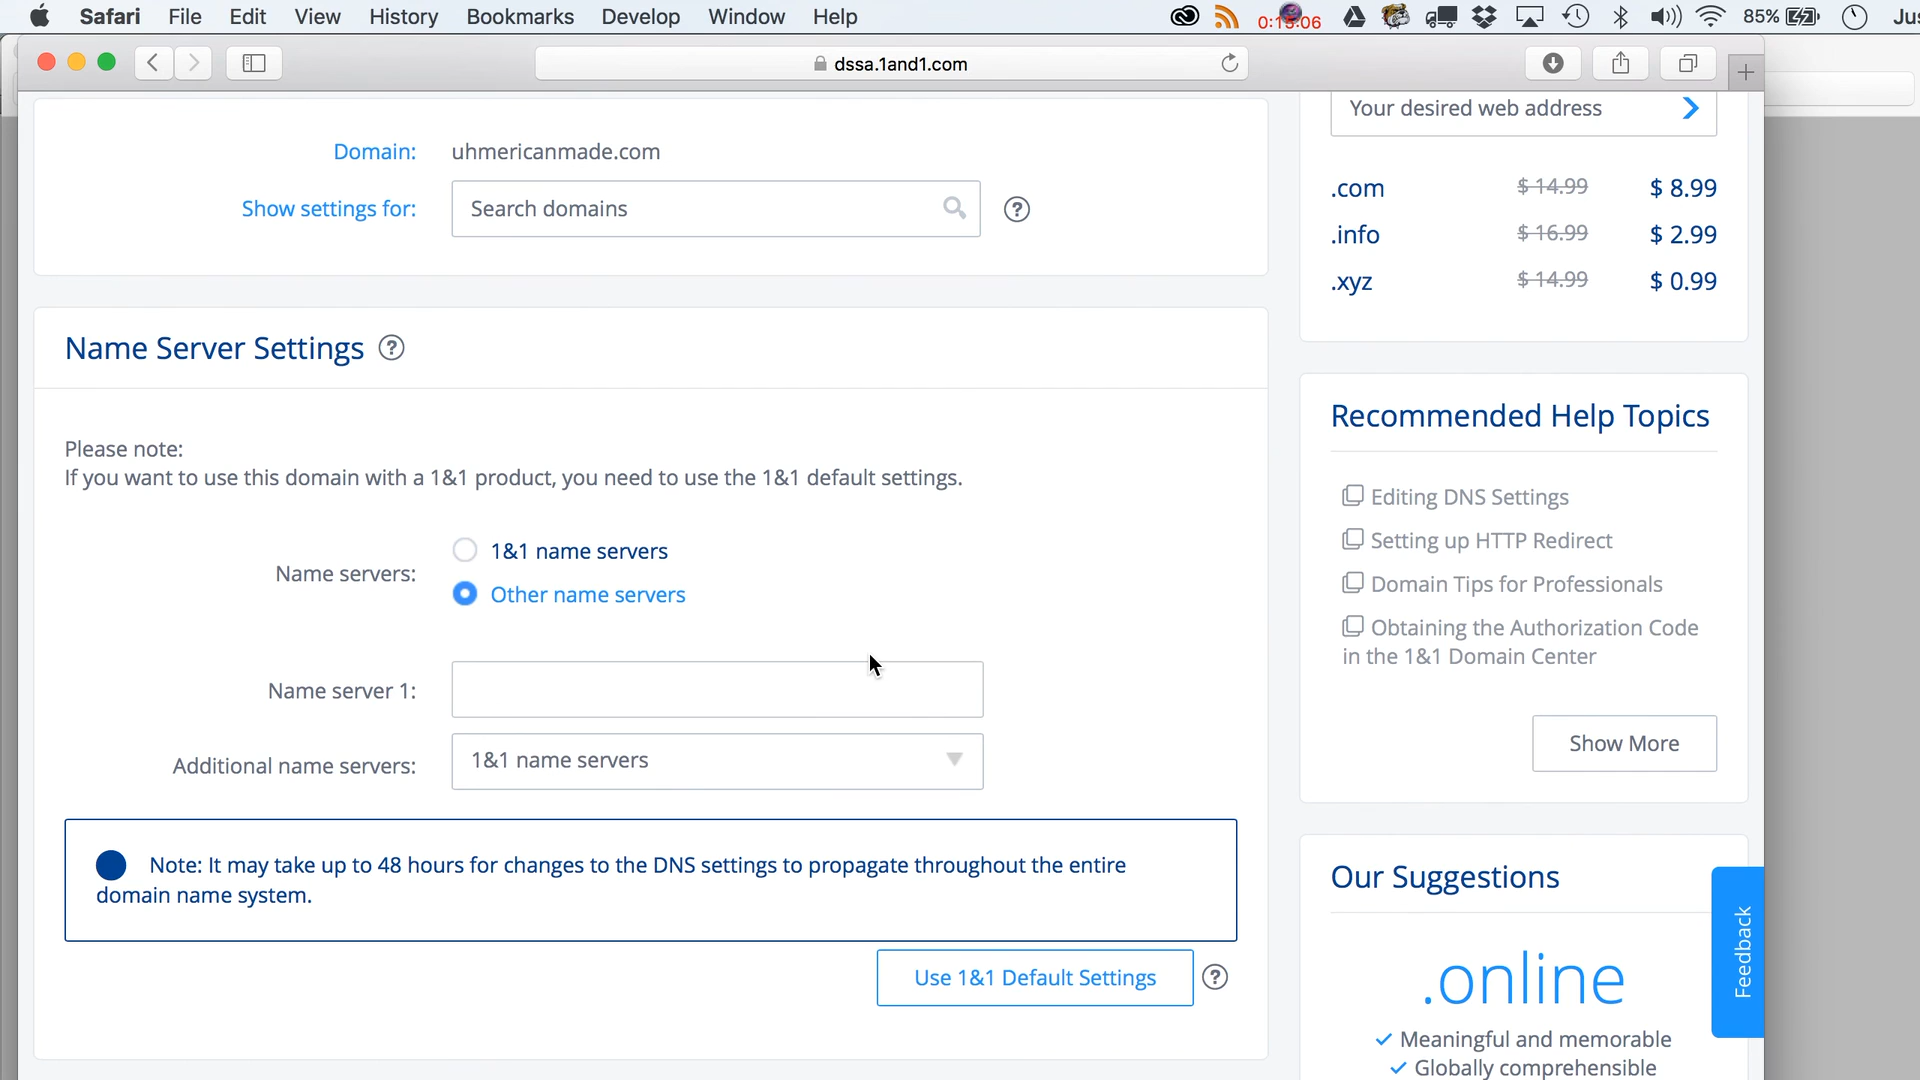 Safari File Edit View History Bookmarks Develop Window Help 0:15:06 85%
dssa.1and1.com
Domain: uhmericanmade.com
Show settings for: Search domains ?
Name Server Settings ?
Please note:
If you want to use this domain with a 1&1 product, you need to use the 1&1 default settings.
Name servers:
1&1 name servers
Other name servers
Name server 1:
Additional name servers: 1&1 name servers
Note: It may take up to 48 hours for changes to the DNS settings to propagate throughout the entire
domain name system.
Use 1&1 Default Settings ?
Your desired web address
.com $ 14.99 $ 8.99
.info $ 16.99 $ 2.99
.xyz $ 14.99 $ 0.99
Recommended Help Topics
Editing DNS Settings
Setting up HTTP Redirect
Domain Tips for Professionals
Obtaining the Authorization Code
in the 1&1 Domain Center
Show More
Our Suggestions
.online
Meaningful and memorable
Globally comprehensible
Feedback